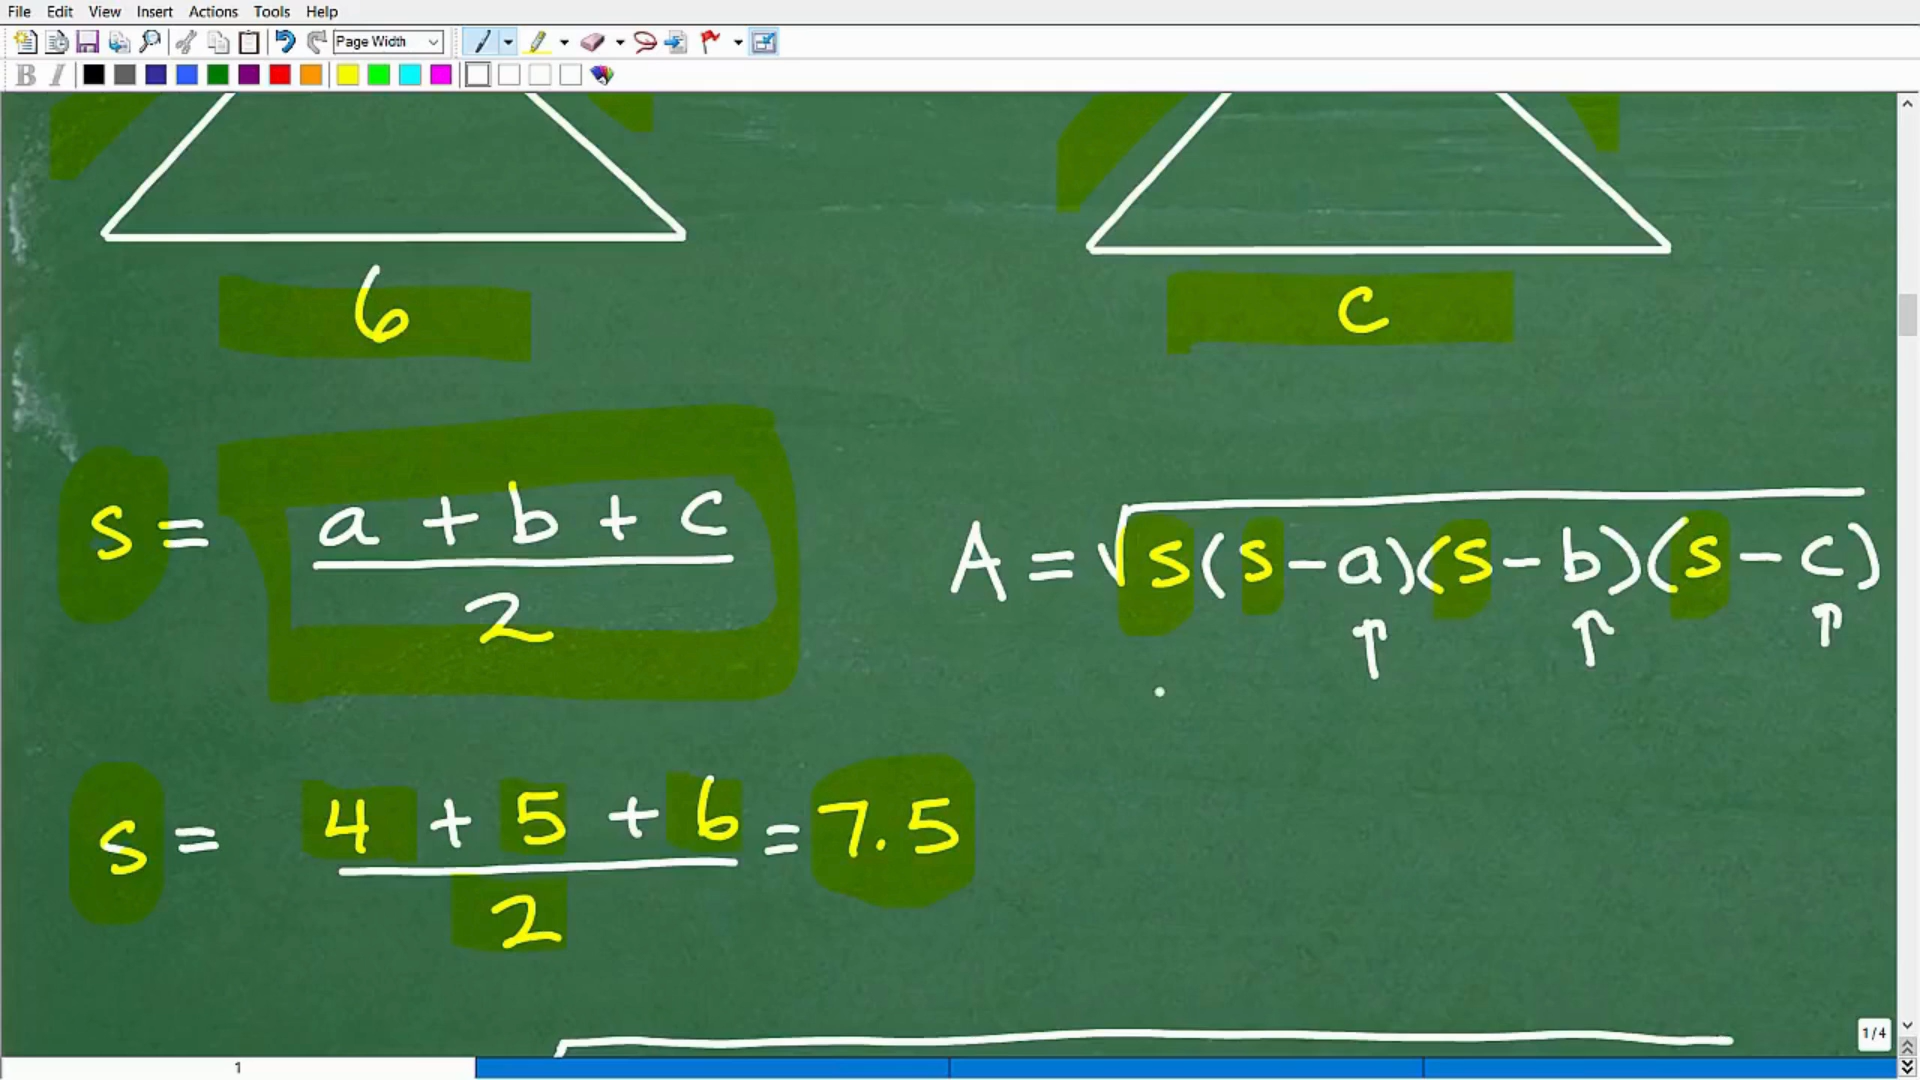 File Edit View Insert Actions Tools Help
Page Width
B I
6
c
s = a + b + c / 2
A = √s(s-a)(s-b)(s-c)
s = 4 + 5 + 6 / 2 = 7.5
1/4
1